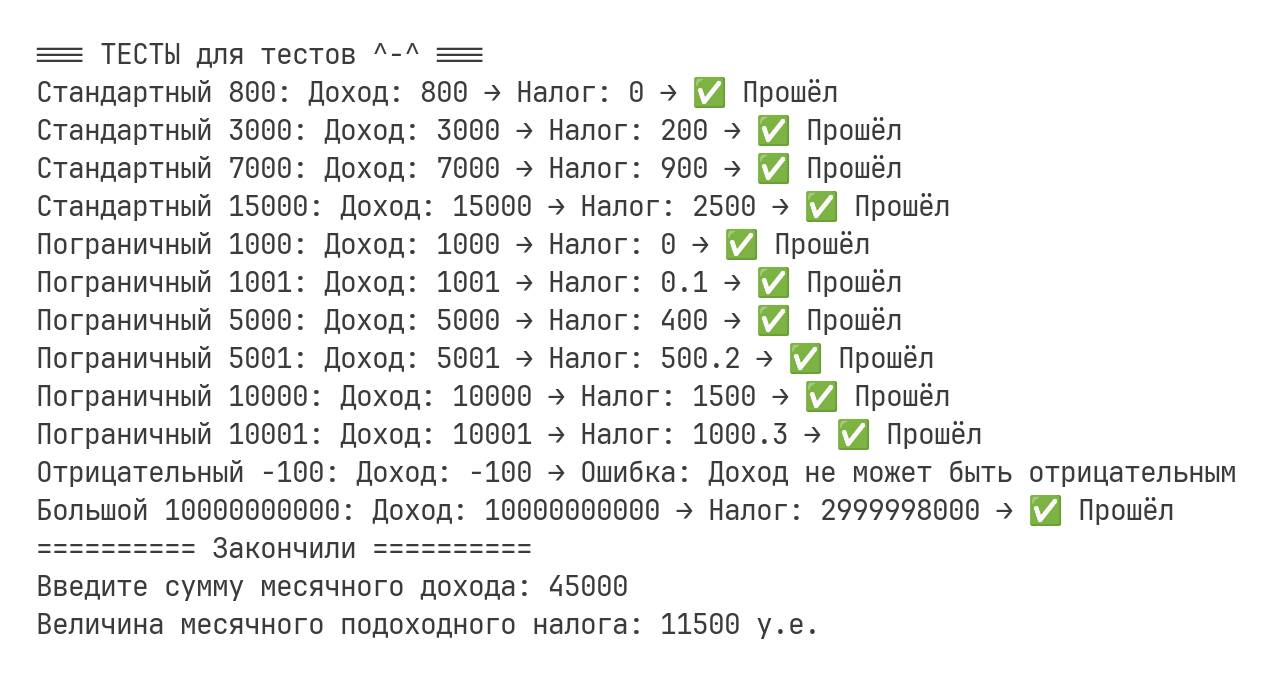 === ТЕСТЫ для тестов ^-^ ===
Стандартный 800: Доход: 800 → Налог: 0 → ✅ Прошёл
Стандартный 3000: Доход: 3000 → Налог: 200 → ✅ Прошёл
Стандартный 7000: Доход: 7000 → Налог: 900 → ✅ Прошёл
Стандартный 15000: Доход: 15000 → Налог: 2500 → ✅ Прошёл
Пограничный 1000: Доход: 1000 → Налог: 0 → ✅ Прошёл
Пограничный 1001: Доход: 1001 → Налог: 0.1 → ✅ Прошёл
Пограничный 5000: Доход: 5000 → Налог: 400 → ✅ Прошёл
Пограничный 5001: Доход: 5001 → Налог: 500.2 → ✅ Прошёл
Пограничный 10000: Доход: 10000 → Налог: 1500 → ✅ Прошёл
Пограничный 10001: Доход: 10001 → Налог: 1000.3 → ✅ Прошёл
Отрицательный -100: Доход: -100 → Ошибка: Доход не может быть отрицательным
Большой 10000000000: Доход: 10000000000 → Налог: 2999998000 → ✅ Прошёл
========== Закончили ==========
Введите сумму месячного дохода: 45000
Величина месячного подоходного налога: 11500 у.е.